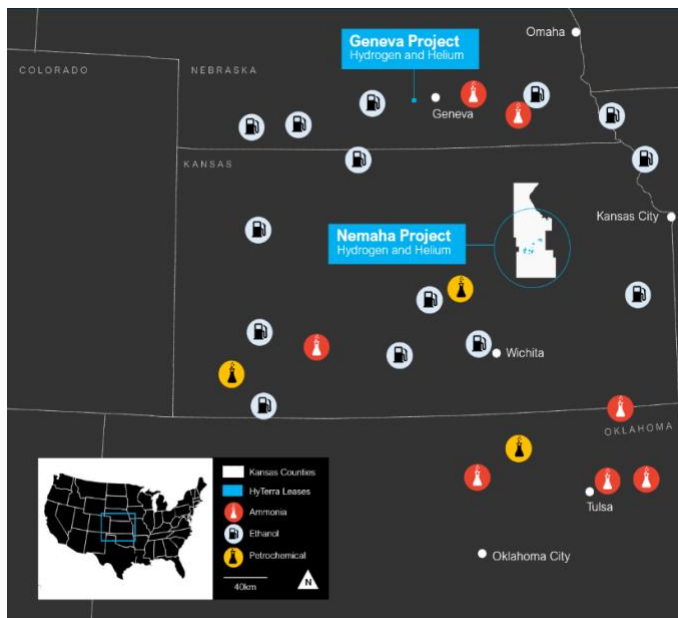 Omaha
Geneva Project
Hydrogen and Helium
COLORADO
NEBRASKA
Geneva
KANSAS
Kansas City
Nemaha Project
Hydrogen and Helium
Wichita
OKLAHOMA
Tulsa
Oklahoma City
Kansas Counties
HyTerra Leases
Ammonia
Ethanol
Petrochemical
40km
N